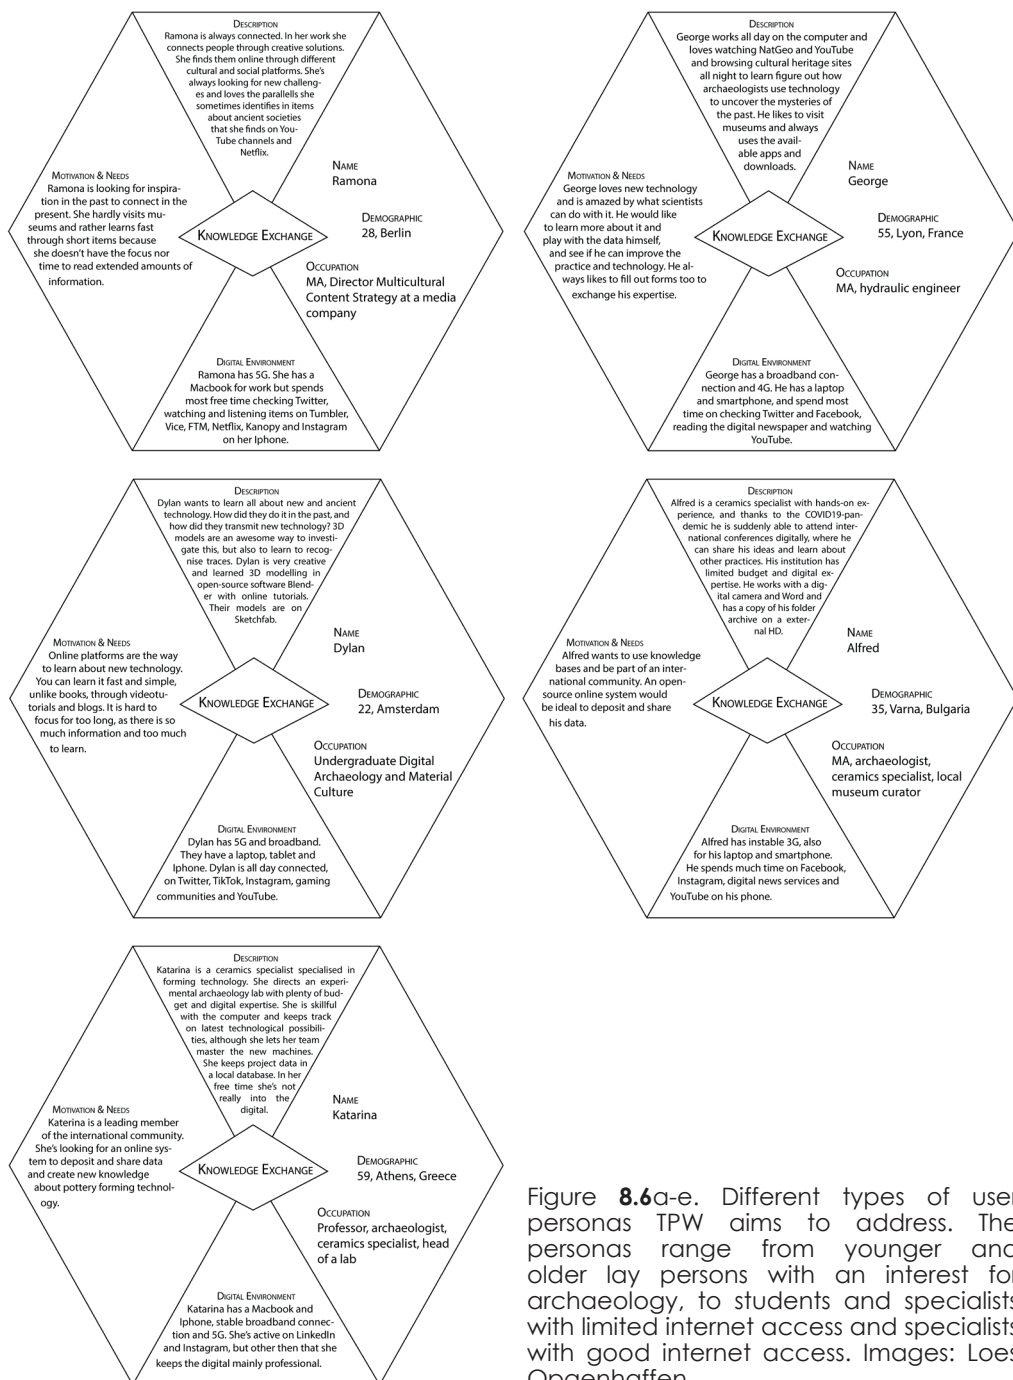 DESCRIPTION
Ramona is always connected. In her work she
connects people through creative solutions.
She finds them online through different
cultural and social platforms. She's
always looking for new challeng-
es and loves the parallells she
sometimes identifies in items
about ancient societies
that she finds on You-
Tube channels and
Netflix.
MOTIVATION & NEEDS
Ramona is looking for inspira-
tion in the past to connect in the
present. She hardly visits mu-
seums and rather learns fast
through short items because
she doesn't have the focus nor
time to read extended amounts of
information.
KNOWLEDGE EXCHANGE
NAME
Ramona
DEMOGRAPHIC
28, Berlin
OCCUPATION
MA, Director Multicultural
Content Strategy at a media
company
DIGITAL ENVIRONMENT
Ramona has 5G. She has a
Macbook for work but spends
most free time checking Twitter,
watching and listening items on Tumbler,
Vice, FTM, Netflix, Kanopy and Instagram
on her Iphone.
DESCRIPTION
George works all day on the computer and
loves watching NatGeo and YouTube
and browsing cultural heritage sites
all night to learn figure out how
archaeologists use technology
to uncover the mysteries of
the past. He likes to visit
museums and always
uses the avail-
able apps and
downloads.
MOTIVATION & NEEDS
George loves new technology
and is amazed by what scientists
can do with it. He would like
to learn more about it and
play with the data himself,
and see if he can improve the
practice and technology. He al-
ways likes to fill out forms too to
exchange his expertise.
KNOWLEDGE EXCHANGE
NAME
George
DEMOGRAPHIC
55, Lyon, France
OCCUPATION
MA, hydraulic engineer
DIGITAL ENVIRONMENT
George has a broadband con-
nection and 4G. He has a laptop
and smartphone, and spend most
time on checking Twitter and Facebook,
reading the digital newspaper and watching
YouTube.
DESCRIPTION
Dylan wants to learn all about new and ancient
technology. How did they do it in the past, and
how did they transmit new technology? 3D
models are an awesome way to investi-
gate this, but also to learn to recog-
nise traces. Dylan is very creative
and learned 3D modelling in
open-source software Blend-
er with online tutorials.
Their models are on
Sketchfab.
MOTIVATION & NEEDS
Online platforms are the way
to learn about new technology.
You can learn it fast and simple,
unlike books, through videotu-
torials and blogs. It is hard to
focus for too long, as there is so
much information and too much
to learn.
KNOWLEDGE EXCHANGE
NAME
Dylan
DEMOGRAPHIC
22, Amsterdam
OCCUPATION
Undergraduate Digital
Archaeology and Material
Culture
DIGITAL ENVIRONMENT
Dylan has 5G and broadband.
They have a laptop, tablet and
Iphone. Dylan is all day connected,
on Twitter, TikTok, Instagram, gaming
communities and YouTube.
DESCRIPTION
Alfred is a ceramics specialist with hands-on ex-
perience, and thanks to the COVID19-pan-
demic he is suddenly able to attend inter-
national conferences digitally, where he
can share his ideas and learn about
other practices. His institution has
limited budget and digital ex-
pertise. He works with a dig-
ital camera and Word and
has a copy of his folder
archive on a exter-
nal HD.
MOTIVATION & NEEDS
Alfred wants to use knowledge
bases and be part of an inter-
national community. An open-
source online system would
be ideal to deposit and share
his data.
KNOWLEDGE EXCHANGE
NAME
Alfred
DEMOGRAPHIC
35, Varna, Bulgaria
OCCUPATION
MA, archaeologist,
ceramics specialist, local
museum curator
DIGITAL ENVIRONMENT
Alfred has instable 3G, also
for his laptop and smartphone.
He spends much time on Facebook,
Instagram, digital news services and
YouTube on his phone.
DESCRIPTION
Katarina is a ceramics specialist specialised in
forming technology. She directs an experi-
mental archaeology lab with plenty of bud-
get and digital expertise. She is skillful
with the computer and keeps track
on latest technological possibili-
ties, although she lets her team
master the new machines.
She keeps project data in
a local database. In her
free time she's not
really into the
digital.
MOTIVATION & NEEDS
Katerina is a leading member
of the international community.
She's looking for an online sys-
tem to deposit and share data
and create new knowledge
about pottery forming technol-
ogy.
KNOWLEDGE EXCHANGE
NAME
Katarina
DEMOGRAPHIC
59, Athens, Greece
OCCUPATION
Professor, archaeologist,
ceramics specialist, head
of a lab
DIGITAL ENVIRONMENT
Katarina has a Macbook and
Iphone, stable broadband connec-
tion and 5G. She's active on LinkedIn
and Instagram, but other then that she
keeps the digital mainly professional.
Figure 8.6a-e. Different types of user
personas TPW aims to address. The
personas range from younger and
older lay persons with an interest for
archaeology, to students and specialists
with limited internet access and specialists
with good internet access. Images: Loes
Opgenhaffen